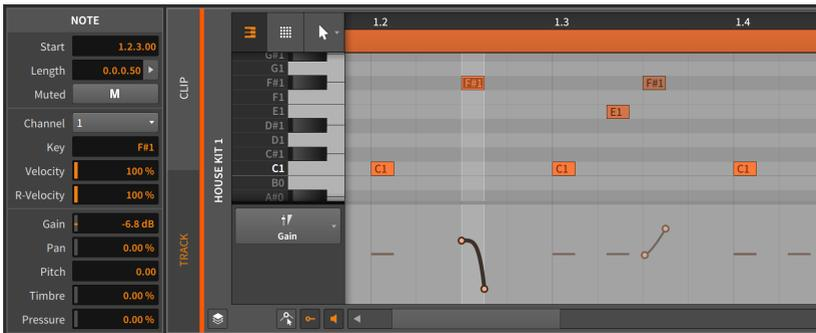 NOTE
Start 1.2.3.00
Length 0.0.0.50
Muted M
Channel 1
Key F#1
Velocity 100 %
R-Velocity 100 %
Gain -6.8 dB
Pan 0.00 %
Pitch 0.00
Timbre 0.00 %
Pressure 0.00 %
CLIP
TRACK
HOUSE KIT 1
1.2 1.3 1.4
G#1
G1
F#1 F#1 F#1
F1
E1 E1
D#1
D1
C#1
C1 C1 C1 C1
B0
A#0
Gain